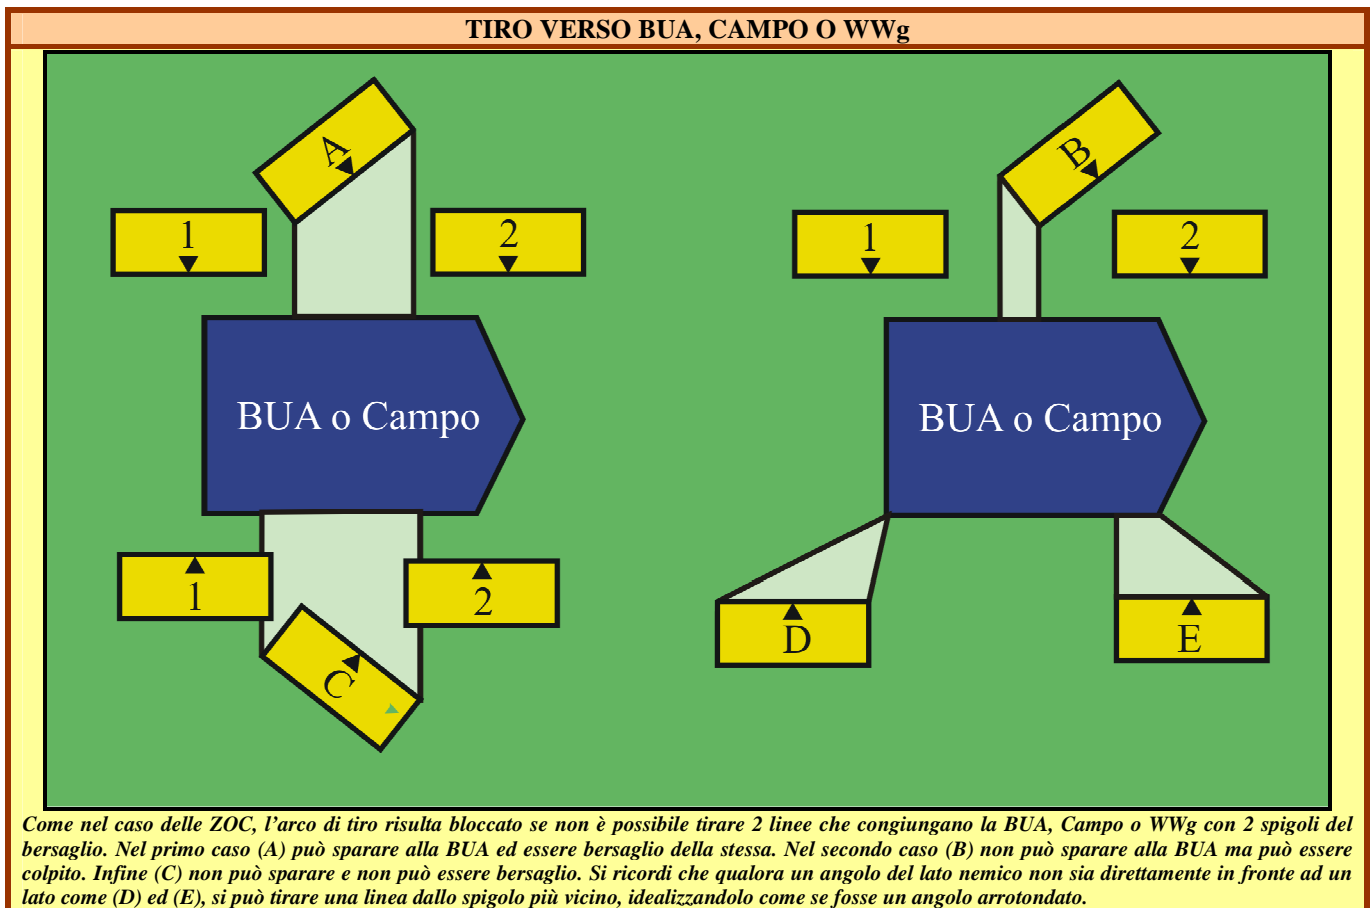 TIRO VERSO BUA, CAMPO O WWg
A
B
1
2
1
2
BUA o Campo
BUA o Campo
1
2
C
D
E
Come nel caso delle ZOC, l'arco di tiro risulta bloccato se non è possibile tirare 2 linee che congiungano la BUA, Campo o WWg con 2 spigoli del
bersaglio. Nel primo caso (A) può sparare alla BUA ed essere bersaglio della stessa. Nel secondo caso (B) non può sparare alla BUA ma può essere
colpito. Infine (C) non può sparare e non può essere bersaglio. Si ricordi che qualora un angolo del lato nemico non sia direttamente in fronte ad un
lato come (D) ed (E), si può tirare una linea dallo spigolo più vicino, idealizzandolo come se fosse un angolo arrotondato.